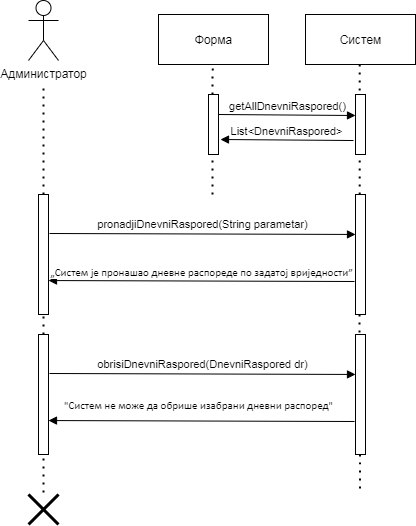 Форма
Систем
Администратор
getAllDnevniRaspored()
List<DnevniRaspored>
pronadjiDnevniRaspored(String parametar)
„Систем је пронашао дневне распореде по задатој вриједности“
obrisiDnevniRaspored(DnevniRaspored dr)
"Систем не може да обрише изабрани дневни распоред"